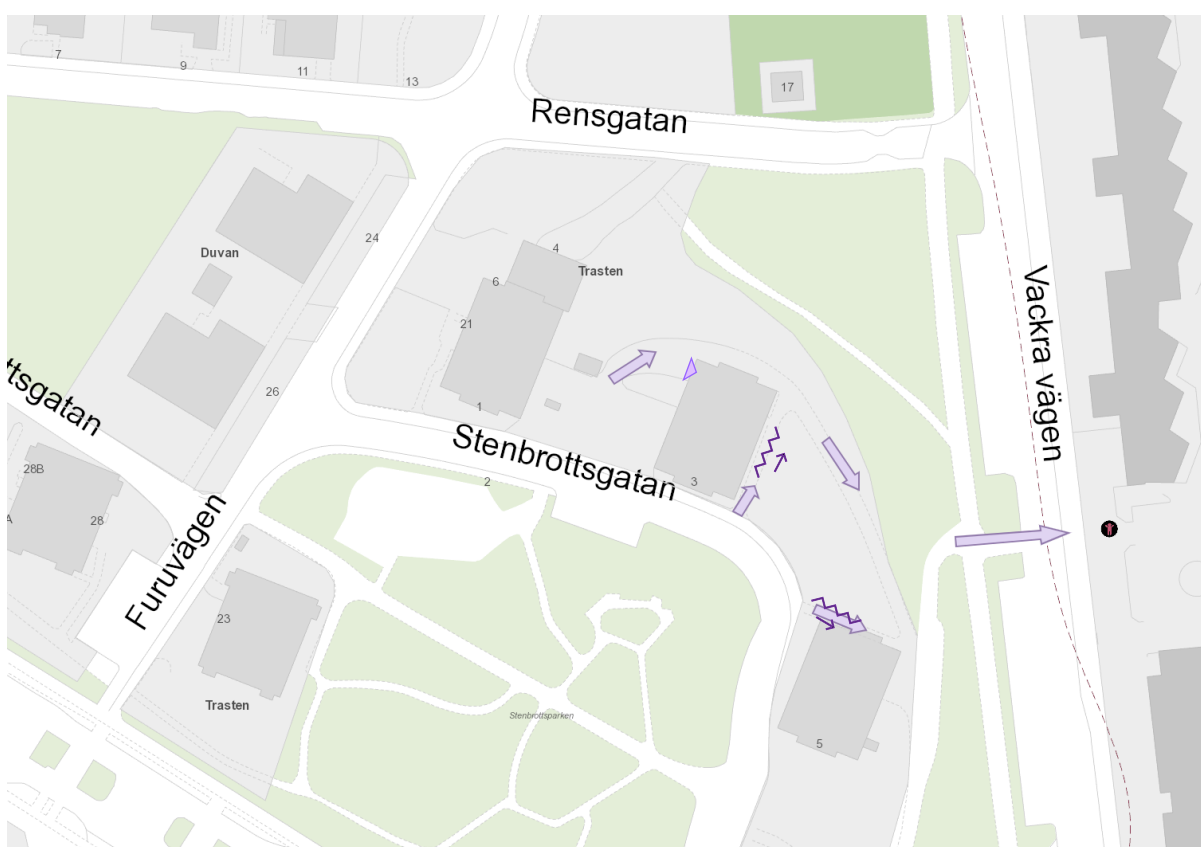 7
9
11
13
17
Rensgatan
24
Duvan
4
Trasten
6
21
Vackra vägen
26
1
ttsgatan
Stenbrottsgatan
28B
2
3
A
28
Furuvägen
23
Trasten
Stenbrottsparken
5